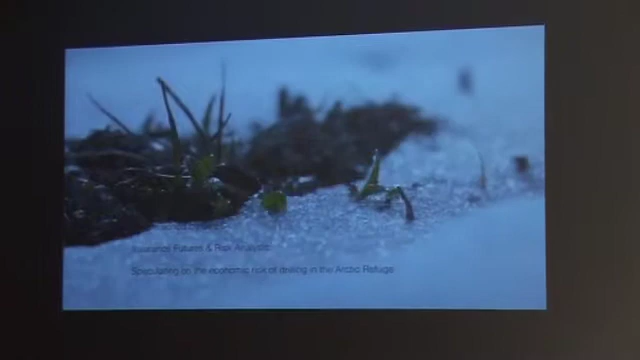 Insurance Futures & Risk Analysis
Speculating on the economic risk of drilling in the Arctic Refuge